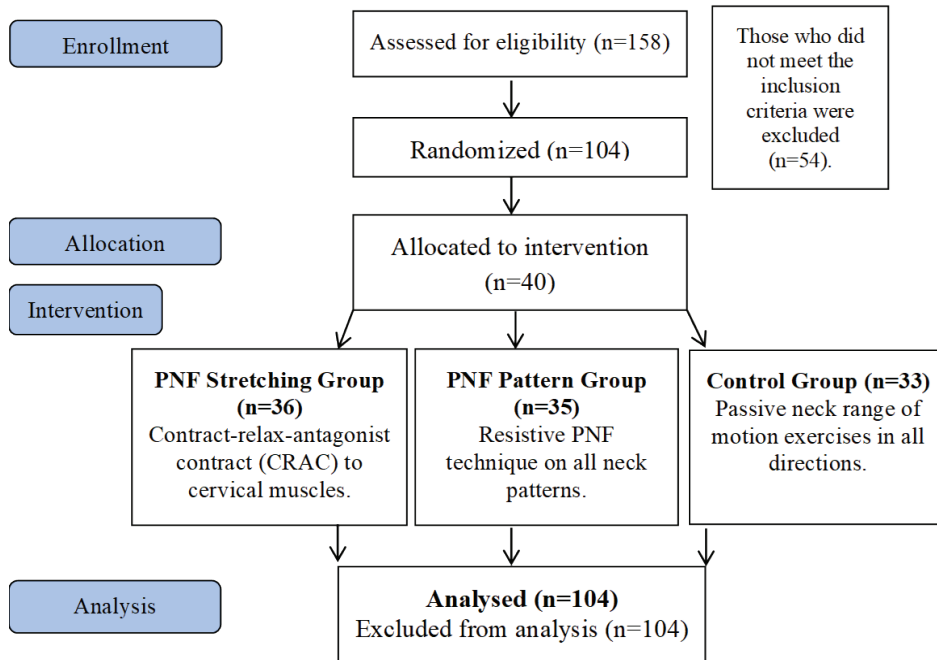 Enrollment
Assessed for eligibility (n=158)
Those who did
not meet the
inclusion
criteria were
excluded
(n=54).
Randomized (n=104)
Allocation
Allocated to intervention
(n=40)
Intervention
PNF Stretching Group
(n=36)
Contract-relax-antagonist
contract (CRAC) to
cervical muscles.
PNF Pattern Group
(n=35)
Resistive PNF
technique on all neck
patterns.
Control Group (n=33)
Passive neck range of
motion exercises in all
directions.
Analysis
Analysed (n=104)
Excluded from analysis (n=104)